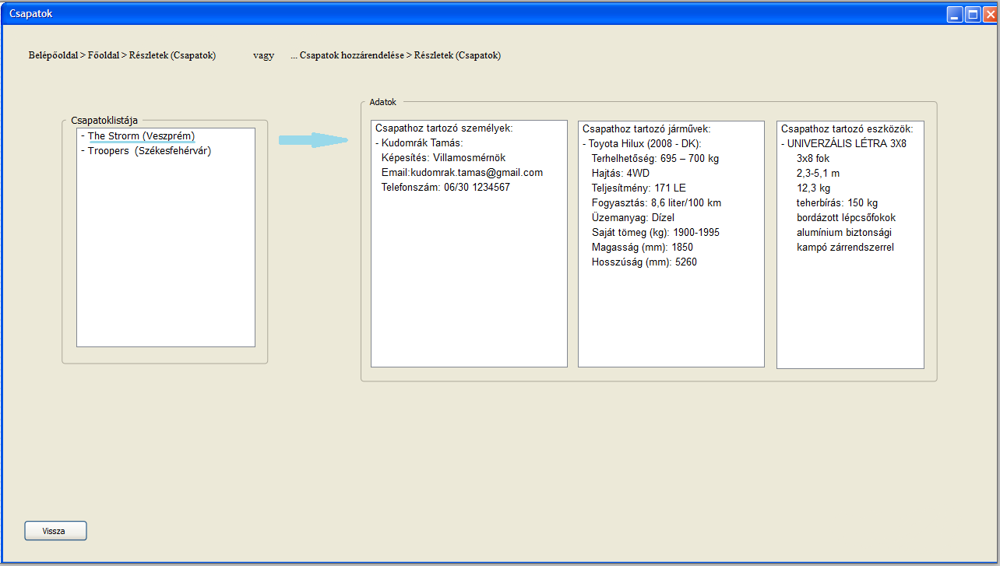 Csapatok
Belépőoldal > Főoldal > Részletek (Csapatok) vagy ... Csapatok hozzárendelése > Részletek (Csapatok)
Csapatoklistája
- The Strorm (Veszprém)
- Troopers (Székesfehérvár)
Adatok
Csapathoz tartozó személyek:
- Kudomrák Tamás:
Képesítés: Villamosmérnök
Email:kudomrak.tamas@gmail.com
Telefonszám: 06/30 1234567
Csapathoz tartozó járművek:
- Toyota Hilux (2008 - DK):
Terhelhetőség: 695 – 700 kg
Hajtás: 4WD
Teljesítmény: 171 LE
Fogyasztás: 8,6 liter/100 km
Üzemanyag: Dízel
Saját tömeg (kg): 1900-1995
Magasság (mm): 1850
Hosszúság (mm): 5260
Csapathoz tartozó eszközök:
- UNIVERZÁLIS LÉTRA 3X8
3x8 fok
2,3-5,1 m
12,3 kg
teherbírás: 150 kg
bordázott lépcsőfokok
alumínium biztonsági
kampó zárrendszerrel
Vissza